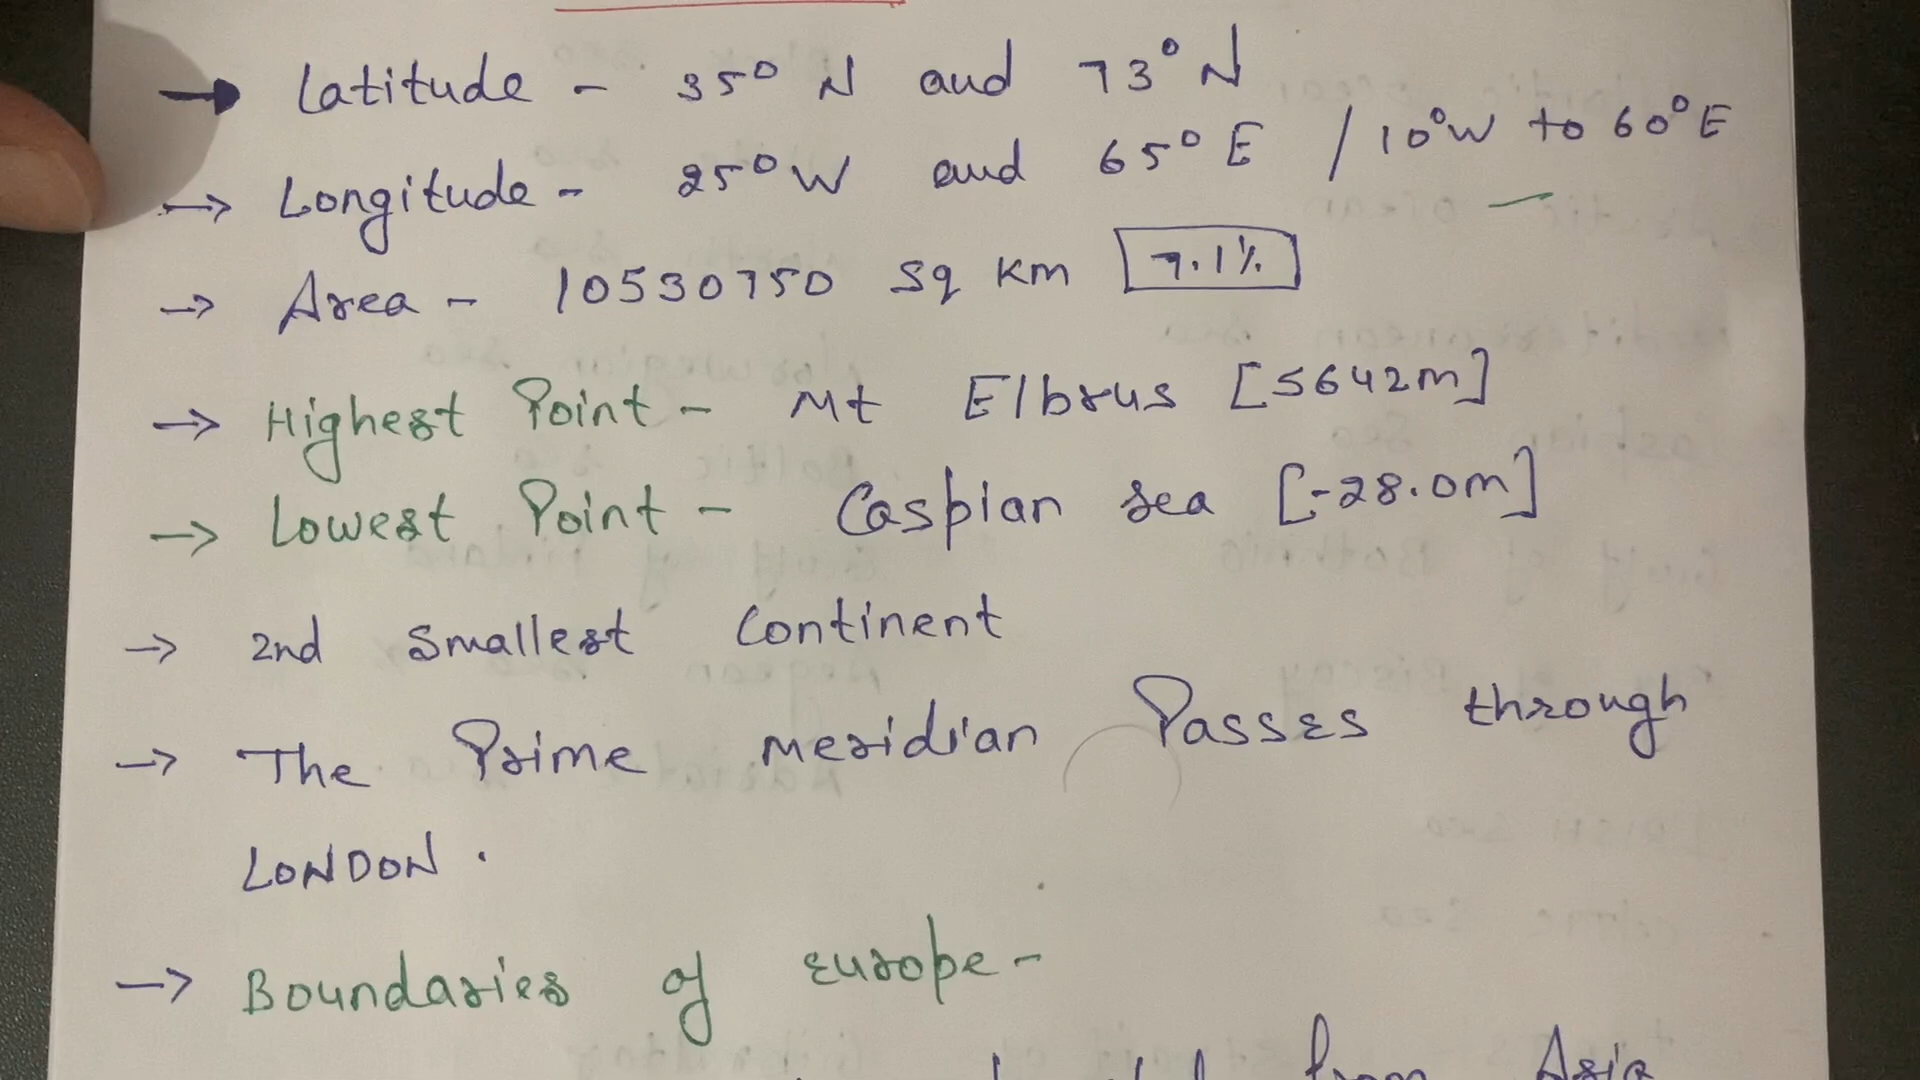 → Latitude - 35° N and 73° N
→ Longitude - 25° W and 65° E / 10°W to 60° E
→ Area - 10530750 sq km 7.1%
→ Highest Point - Mt Elbrus [5642m]
→ Lowest Point - Caspian sea [-28.0m]
→ 2nd smallest continent
→ The Prime meridian Passes through
LONDON.
→ Boundaries of Europe -
from Asia